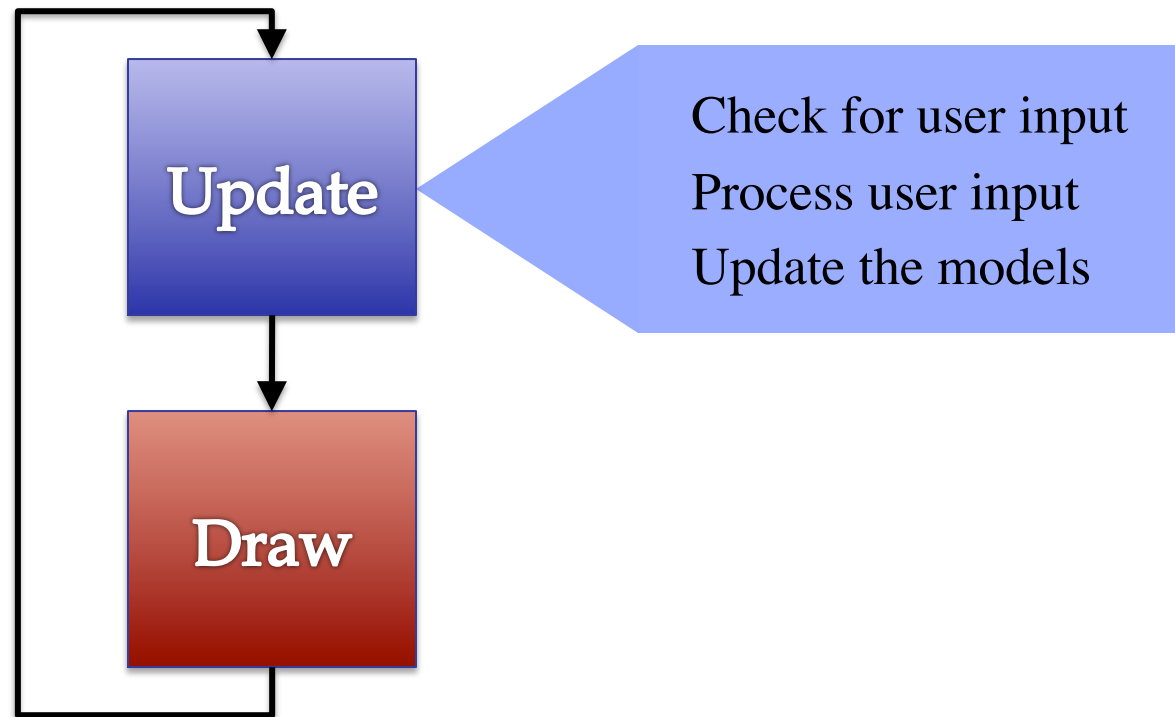 Update
Check for user input
Process user input
Update the models
Draw